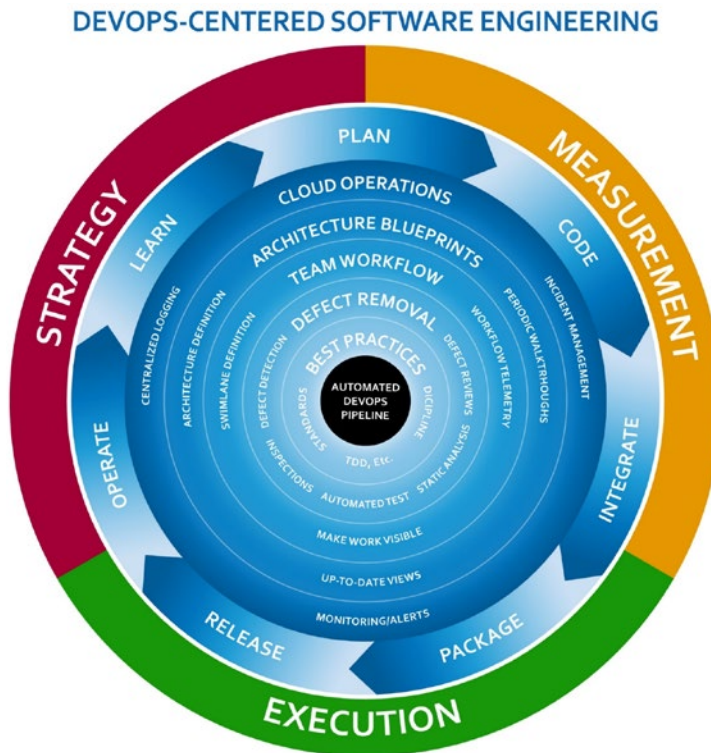 DEVOPS-CENTERED SOFTWARE ENGINEERING
STRATEGY
MEASUREMENT
EXECUTION
PLAN
CODE
INTEGRATE
PACKAGE
RELEASE
OPERATE
LEARN
CLOUD OPERATIONS
CENTRALIZED LOGGING
INCIDENT MANAGEMENT
MONITORING/ALERTS
ARCHITECTURE BLUEPRINTS
ARCHITECTURE DEFINITION
PERIODIC WALKTRHOUGHS
UP-TO-DATE VIEWS
TEAM WORKFLOW
SWIMLANE DEFINITION
WORKFLOW TELEMETRY
MAKE WORK VISIBLE
DEFECT REMOVAL
DEFECT DETECTION
DEFECT REVIEWS
INSPECTIONS
AUTOMATED TEST
STATIC ANALYSIS
BEST PRACTICES
STANDARDS
DICIPLINE
TDD, Etc.
AUTOMATED
DEVOPS
PIPELINE